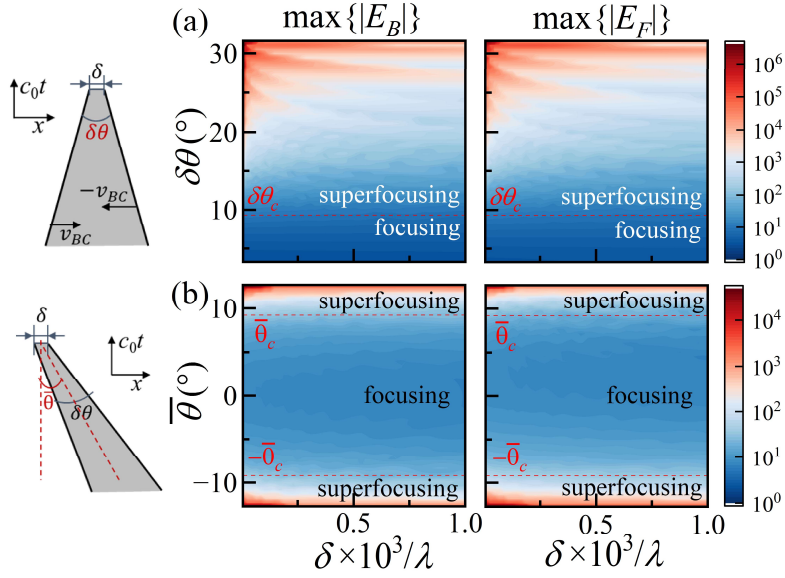 (a)
max{|E_B|}
max{|E_F|}
δ
c₀t
x
δθ
−v_BC
v_BC
δθ(°)
30
20
10
δθ_c
superfocusing
focusing
δθ_c
superfocusing
focusing
10⁶
10⁵
10⁴
10³
10²
10¹
10⁰
(b)
δ
c₀t
x
θ̄
δθ
θ̄(°)
10
0
−10
superfocusing
θ̄_c
focusing
−θ̄_c
superfocusing
superfocusing
θ̄_c
focusing
−θ̄_c
superfocusing
10⁴
10³
10²
10¹
10⁰
0.5
1.0
0.5
1.0
δ×10³/λ
δ×10³/λ